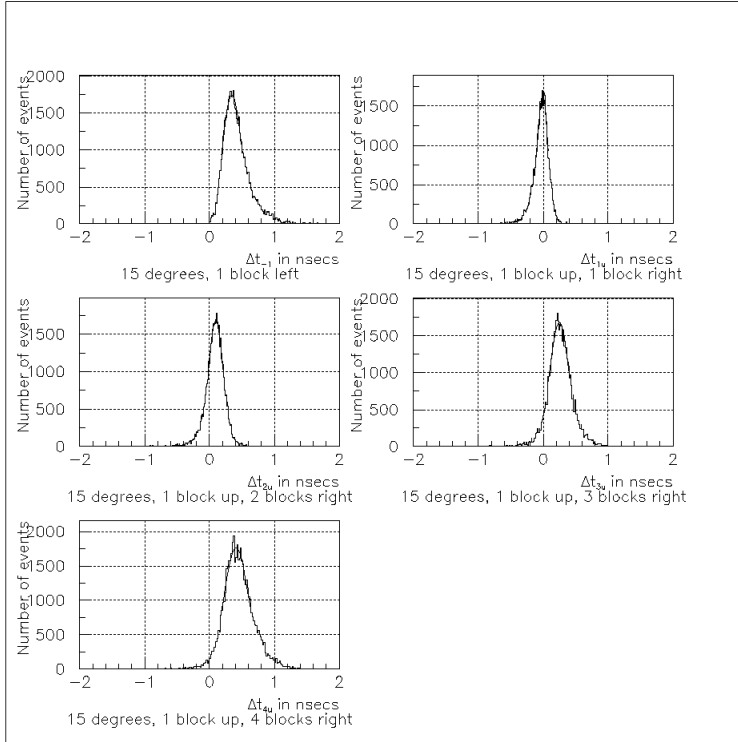 Number of events
2000
1500
1000
500
0
−2 −1 0 1 2
Δt₋₁ in nsecs
15 degrees, 1 block left
Number of events
1500
1000
500
0
−2 −1 0 1 2
Δt₁ᵤ in nsecs
15 degrees, 1 block up, 1 block right
Number of events
1500
1000
500
0
−2 −1 0 1 2
Δt₂ᵤ in nsecs
15 degrees, 1 block up, 2 blocks right
Number of events
2000
1500
1000
500
0
−2 −1 0 1 2
Δt₃ᵤ in nsecs
15 degrees, 1 block up, 3 blocks right
Number of events
2000
1500
1000
500
0
−2 −1 0 1 2
Δt₄ᵤ in nsecs
15 degrees, 1 block up, 4 blocks right